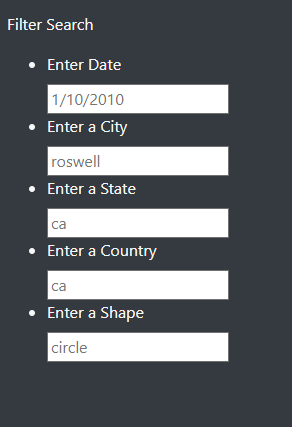 Filter Search
Enter Date
1/10/2010
Enter a City
roswell
Enter a State
ca
Enter a Country
ca
Enter a Shape
circle